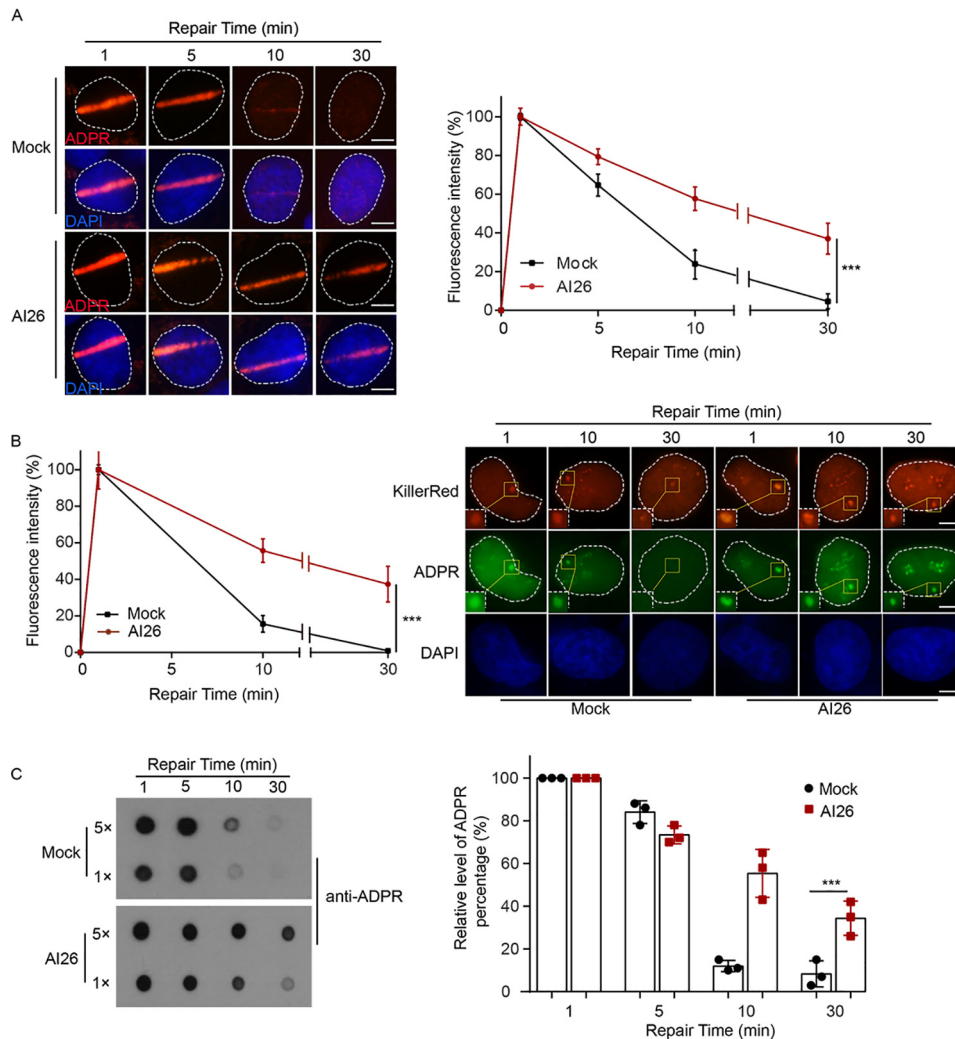 A
Repair Time (min)
1 5 10 30
Mock
ADPR
DAPI
AI26
ADPR
DAPI
Fluorescence intensity (%)
100
80
60
40
20
0
Mock
AI26
***
0 5 10 30
Repair Time (min)
B
Fluorescence intensity (%)
100
80
60
40
20
0
Mock
AI26
***
0 5 10 30
Repair Time (min)
Repair Time (min)
1 10 30 1 10 30
KillerRed
ADPR
DAPI
Mock AI26
C
Repair Time (min)
1 5 10 30
Mock
5×
1×
AI26
5×
1×
anti-ADPR
Relative level of ADPR
percentage (%)
100
80
60
40
20
0
Mock
AI26
***
1 5 10 30
Repair Time (min)